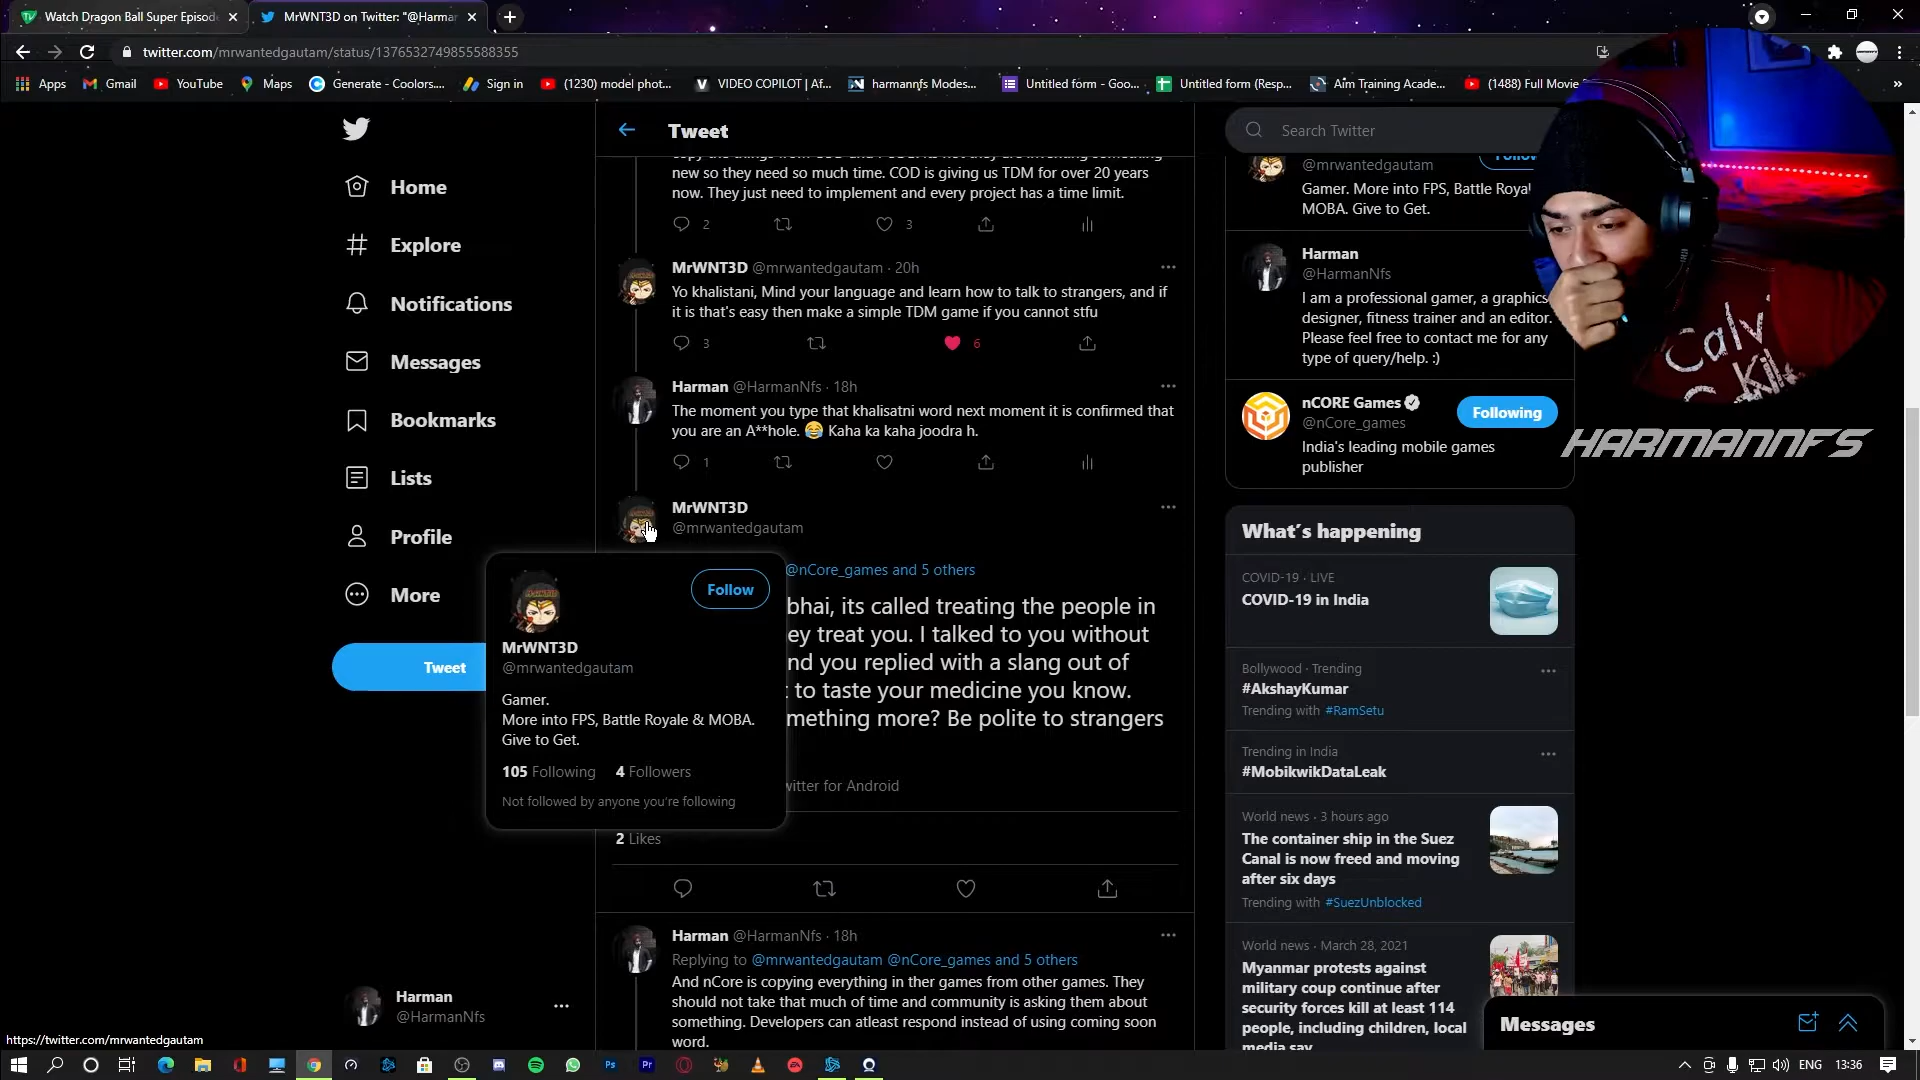 Watch Dragon Ball Super Episod
MrWNT3D on Twitter: "@Harma
twitter.com/mrwantedgautam/status/1376532749855588355
Apps
Gmail
YouTube
Maps
Generate - Coolors....
Sign in
(1230) model phot...
VIDEO COPILOT | Af...
harmannfs Modes...
Untitled form - Goo...
Untitled form (Resp...
Aim Training Acade...
(1488) Full Movie
Home
Explore
Notifications
Messages
Bookmarks
Lists
Profile
More
Tweet
Harman
@HarmanNfs
https://twitter.com/mrwantedgautam
Tweet
new so they need so much time. COD is giving us TDM for over 20 years
now. They just need to implement and every project has a time limit.
2
3
MrWNT3D @mrwantedgautam · 20h
Yo khalistani, Mind your language and learn how to talk to strangers, and if
it is that's easy then make a simple TDM game if you cannot stfu
3
6
Harman @HarmanNfs · 18h
The moment you type that khalisatni word next moment it is confirmed that
you are an A**hole. 😂 Kaha ka kaha joodra h.
1
MrWNT3D
@mrwantedgautam
@nCore_games and 5 others
bhai, its called treating the people in
ey treat you. I talked to you without
nd you replied with a slang out of
to taste your medicine you know.
mething more? Be polite to strangers
witter for Android
Follow
MrWNT3D
@mrwantedgautam
Gamer.
More into FPS, Battle Royale & MOBA.
Give to Get.
105 Following 4 Followers
Not followed by anyone you're following
2 Likes
Harman @HarmanNfs · 18h
Replying to @mrwantedgautam @nCore_games and 5 others
And nCore is copying everything in ther games from other games. They
should not take that much of time and community is asking them about
something. Developers can atleast respond instead of using coming soon
word.
Search Twitter
@mrwantedgautam
Gamer. More into FPS, Battle Royal
MOBA. Give to Get.
Harman
@HarmanNfs
I am a professional gamer, a graphics
designer, fitness trainer and an editor.
Please feel free to contact me for any
type of query/help. :)
nCORE Games
@nCore_games
Following
India's leading mobile games
publisher
HARMANNFS
What's happening
COVID-19 · LIVE
COVID-19 in India
Bollywood · Trending
#AkshayKumar
Trending with #RamSetu
Trending in India
#MobikwikDataLeak
World news · 3 hours ago
The container ship in the Suez
Canal is now freed and moving
after six days
Trending with #SuezUnblocked
World news · March 28, 2021
Myanmar protests against
military coup continue after
security forces kill at least 114
people, including children, local
media say
Messages
ENG
13:36